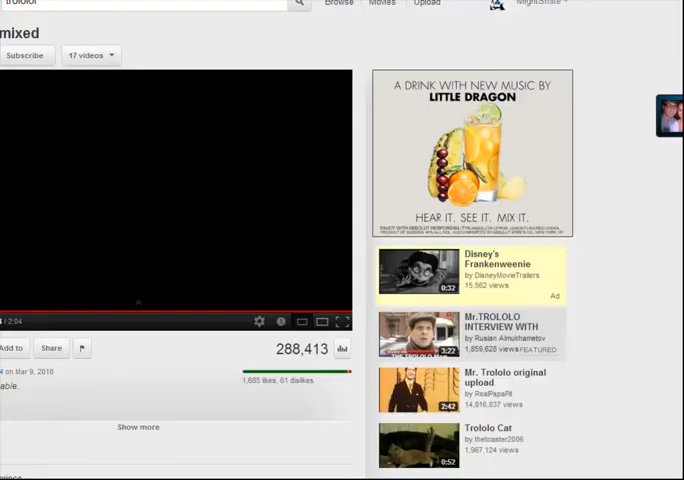 trololol
Browse Movies Upload
MightSmite
mixed
Subscribe 17 videos
A DRINK WITH NEW MUSIC BY
LITTLE DRAGON
HEAR IT. SEE IT. MIX IT.
Disney's
Frankenweenie
by DisneyMovieTrailers
15,562 views
Ad
0:32
Mr.TROLOLO
INTERVIEW WITH
by Ruslan Almukhametov
1,859,628 views FEATURED
3:22
/ 2:04
Add to Share
288,413
on Mar 9, 2010
1,685 likes, 61 dislikes
able.
Mr. Trololo original
upload
by RealPapaPit
14,816,837 views
2:42
Show more
Trololo Cat
by thetoaster2006
1,967,124 views
0:52